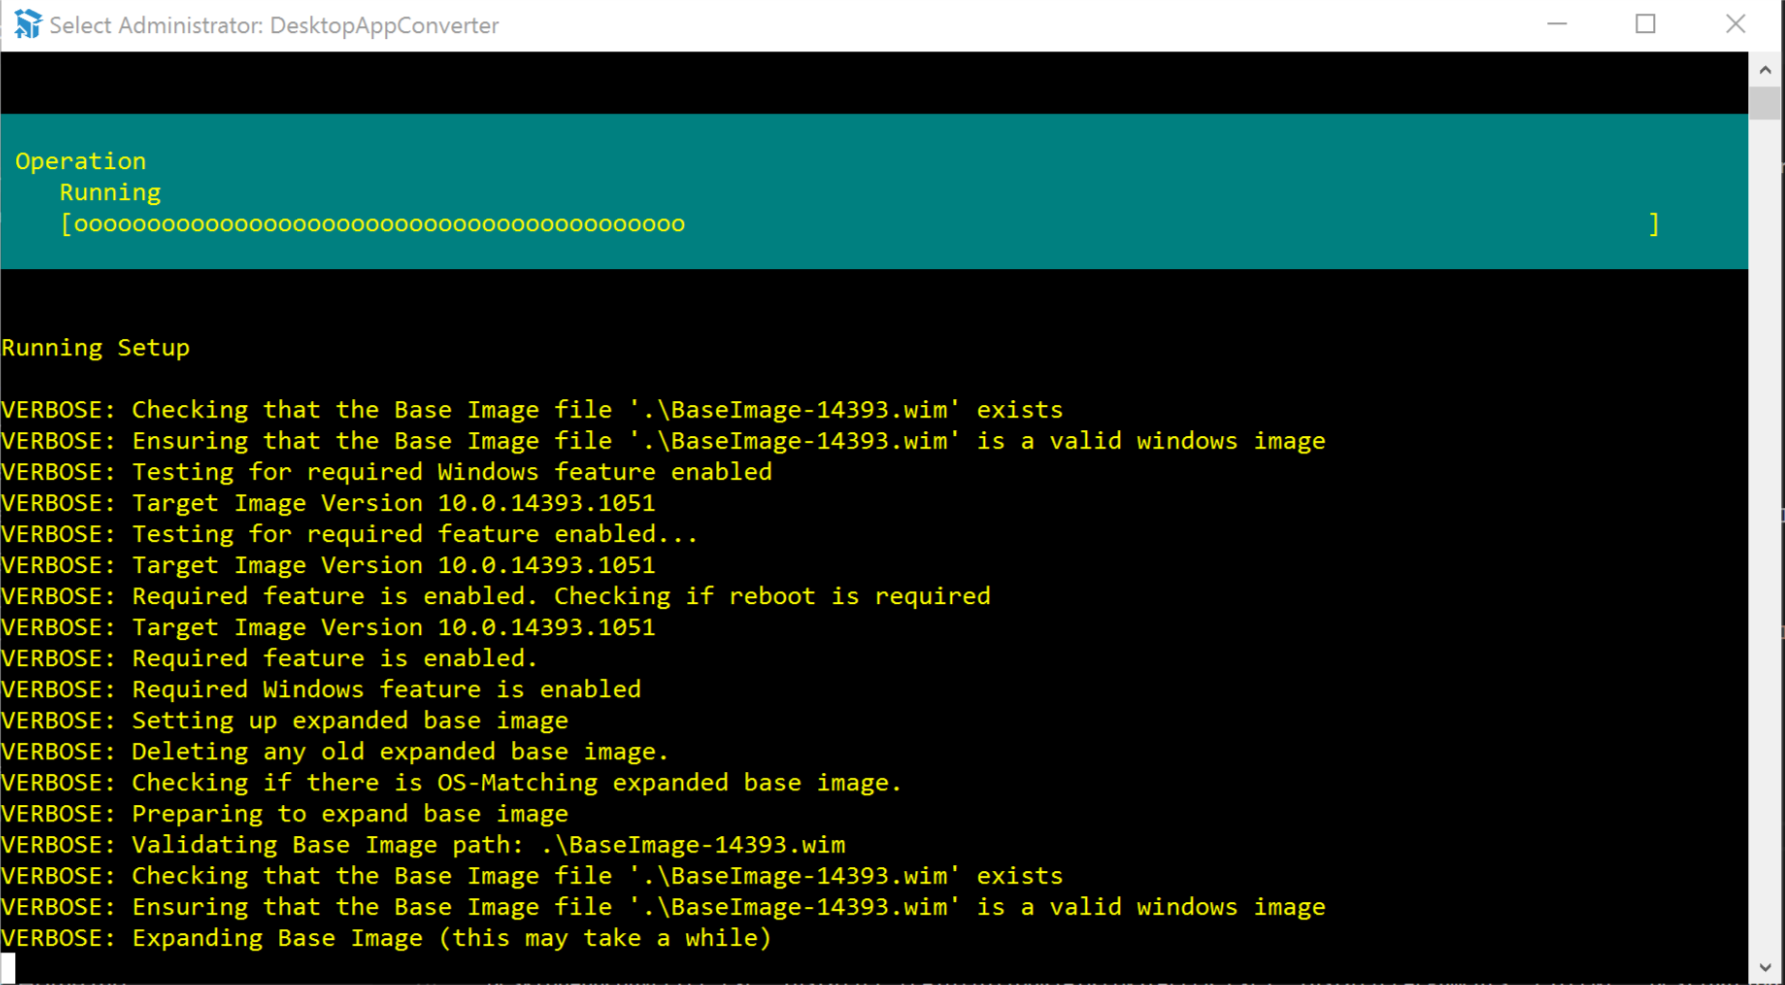 Select Administrator: DesktopAppConverter
Operation
Running
[oooooooooooooooooooooooooooooooooooooooooo ]
Running Setup
VERBOSE: Checking that the Base Image file '.\BaseImage-14393.wim' exists
VERBOSE: Ensuring that the Base Image file '.\BaseImage-14393.wim' is a valid windows image
VERBOSE: Testing for required Windows feature enabled
VERBOSE: Target Image Version 10.0.14393.1051
VERBOSE: Testing for required feature enabled...
VERBOSE: Target Image Version 10.0.14393.1051
VERBOSE: Required feature is enabled. Checking if reboot is required
VERBOSE: Target Image Version 10.0.14393.1051
VERBOSE: Required feature is enabled.
VERBOSE: Required Windows feature is enabled
VERBOSE: Setting up expanded base image
VERBOSE: Deleting any old expanded base image.
VERBOSE: Checking if there is OS-Matching expanded base image.
VERBOSE: Preparing to expand base image
VERBOSE: Validating Base Image path: .\BaseImage-14393.wim
VERBOSE: Checking that the Base Image file '.\BaseImage-14393.wim' exists
VERBOSE: Ensuring that the Base Image file '.\BaseImage-14393.wim' is a valid windows image
VERBOSE: Expanding Base Image (this may take a while)